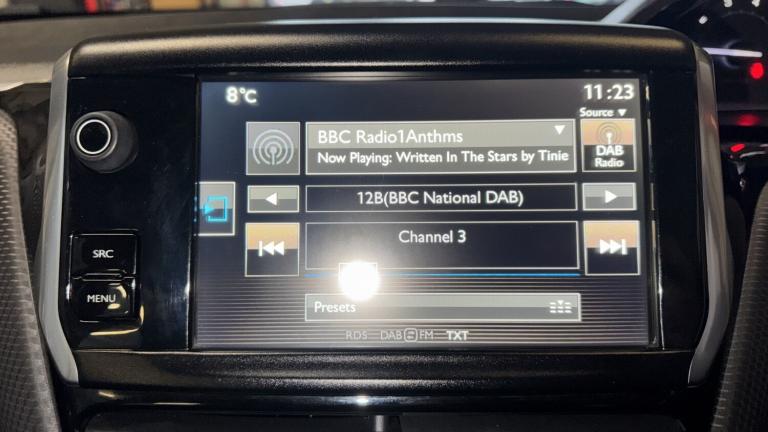 8°C
11:23
Source ▼
BBC Radio1Anthms
Now Playing: Written In The Stars by Tinie
DAB
Radio
12B(BBC National DAB)
SRC
Channel 3
MENU
Presets
RDS DAB FM TXT